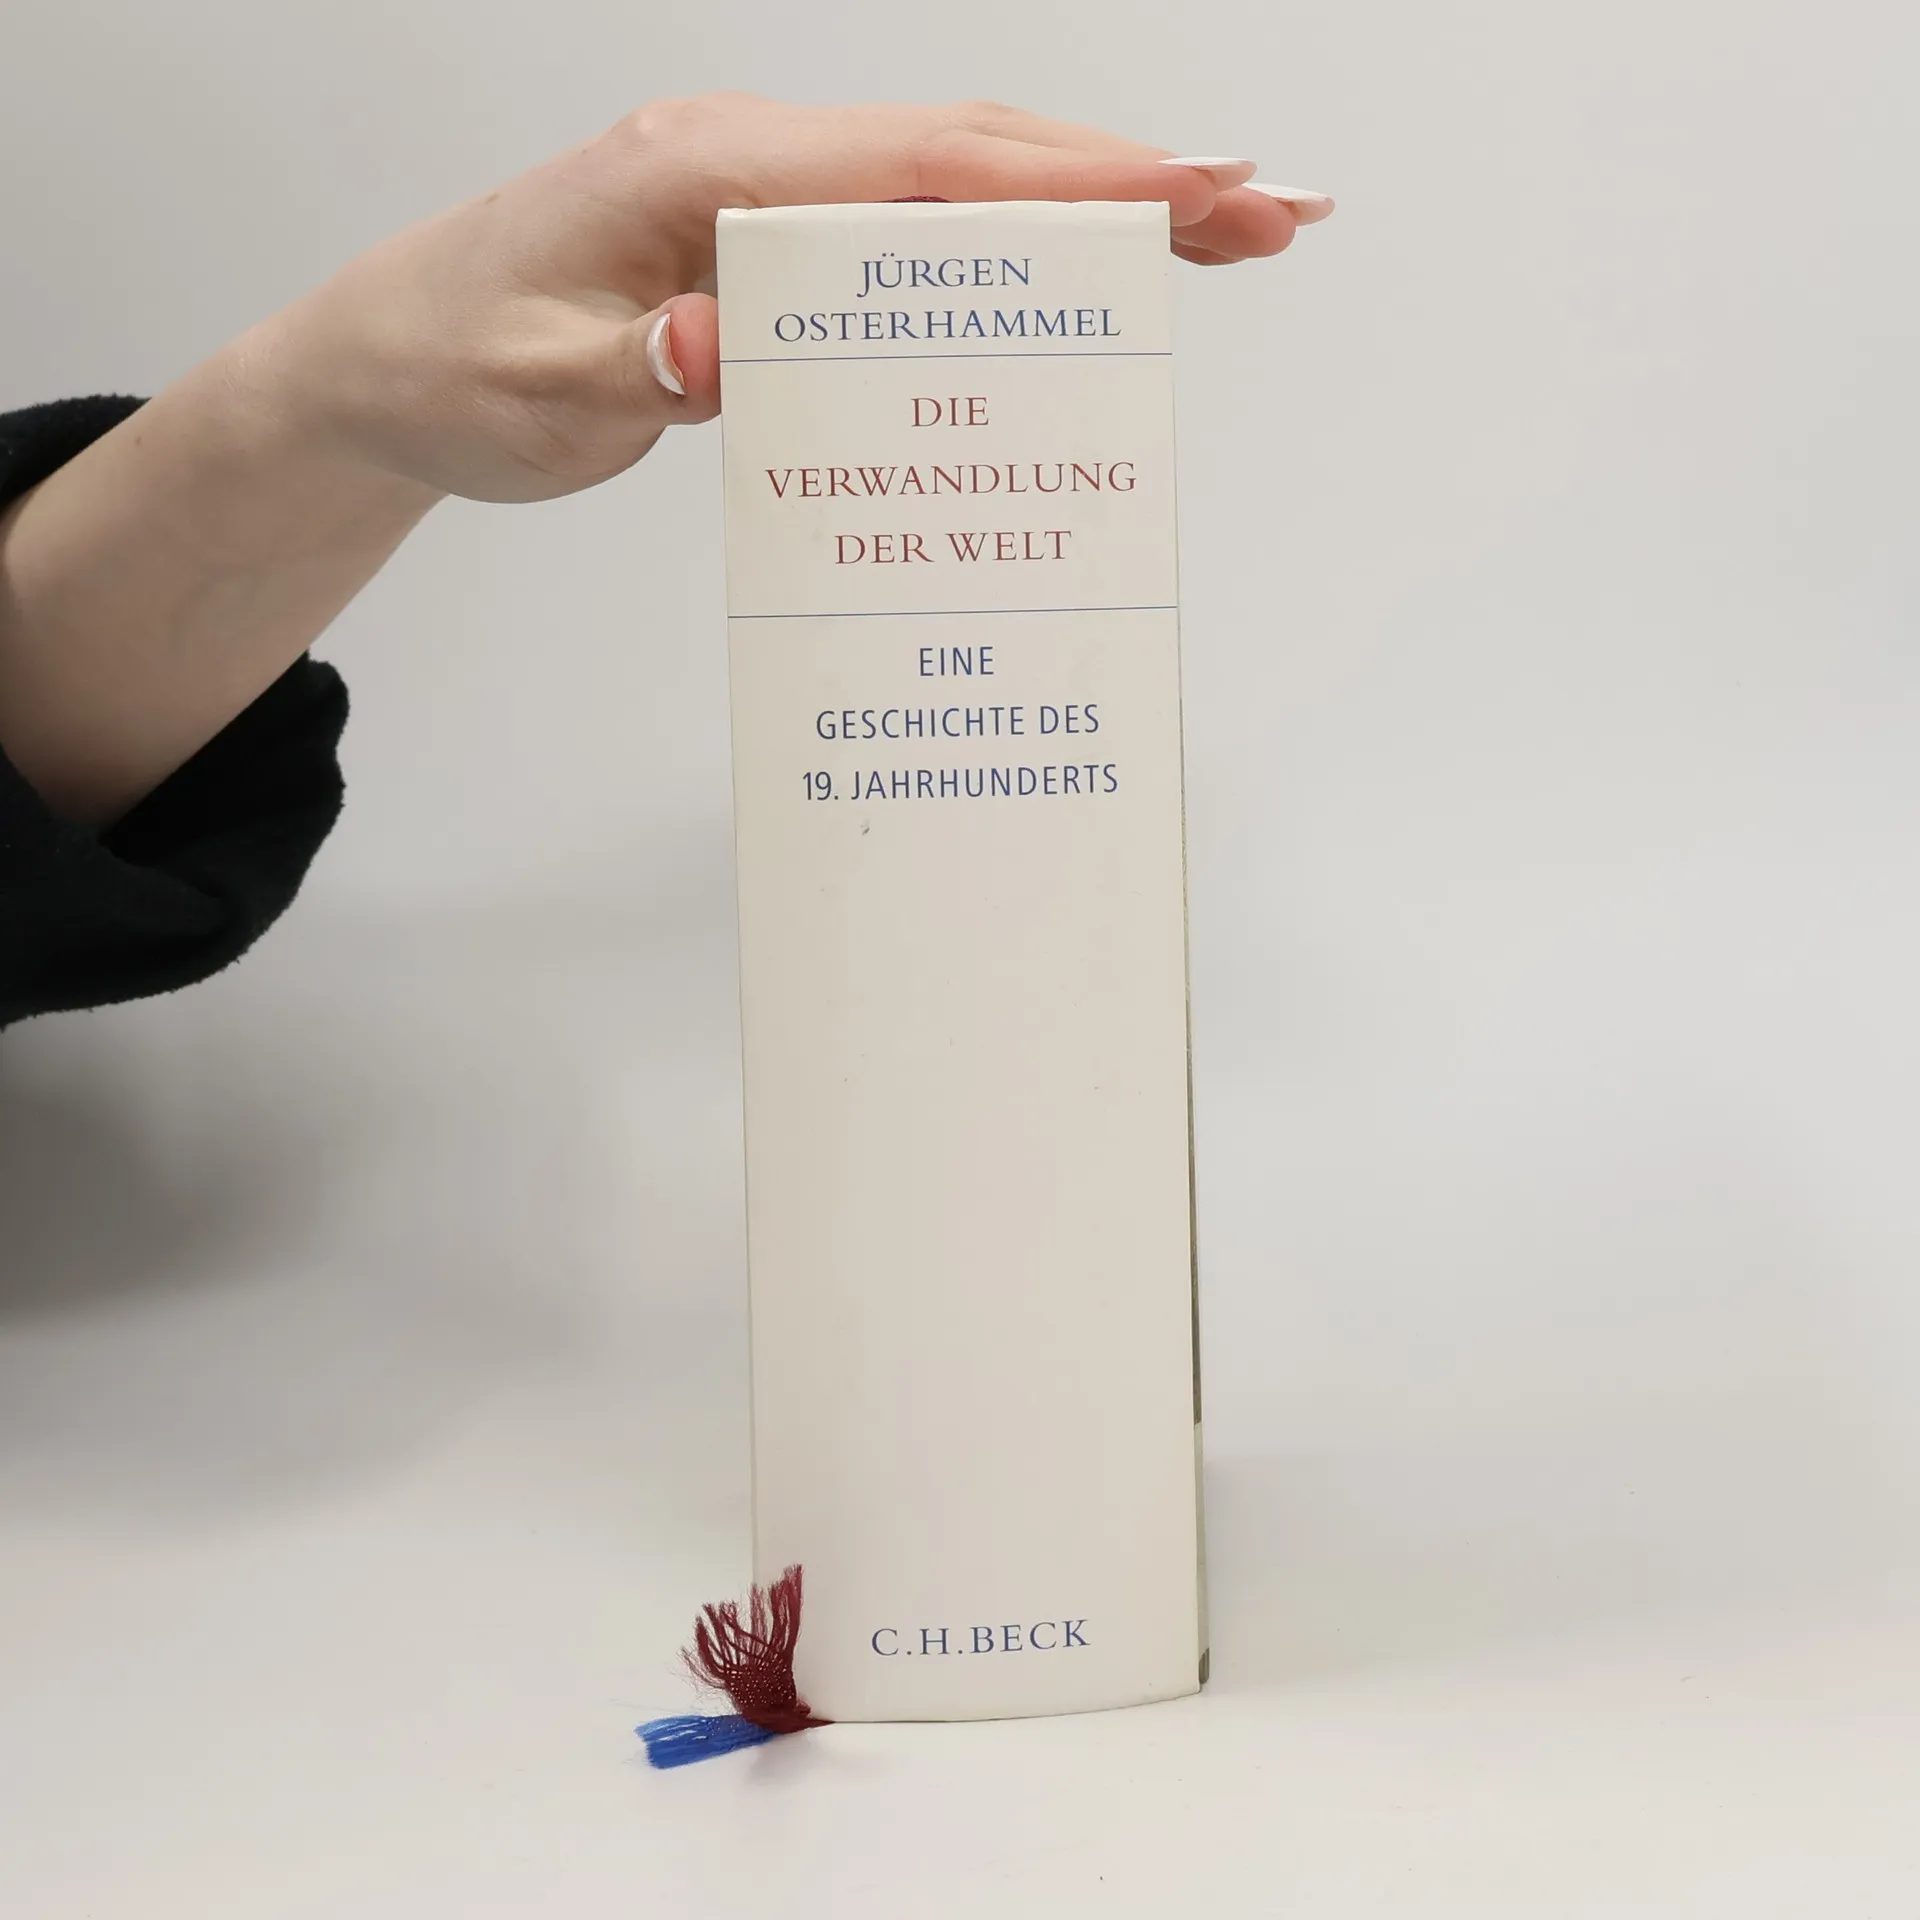 JÜRGEN
OSTERHAMMEL
DIE
VERWANDLUNG
DER WELT
EINE
GESCHICHTE DES
19. JAHRHUNDERTS
C.H.BECK